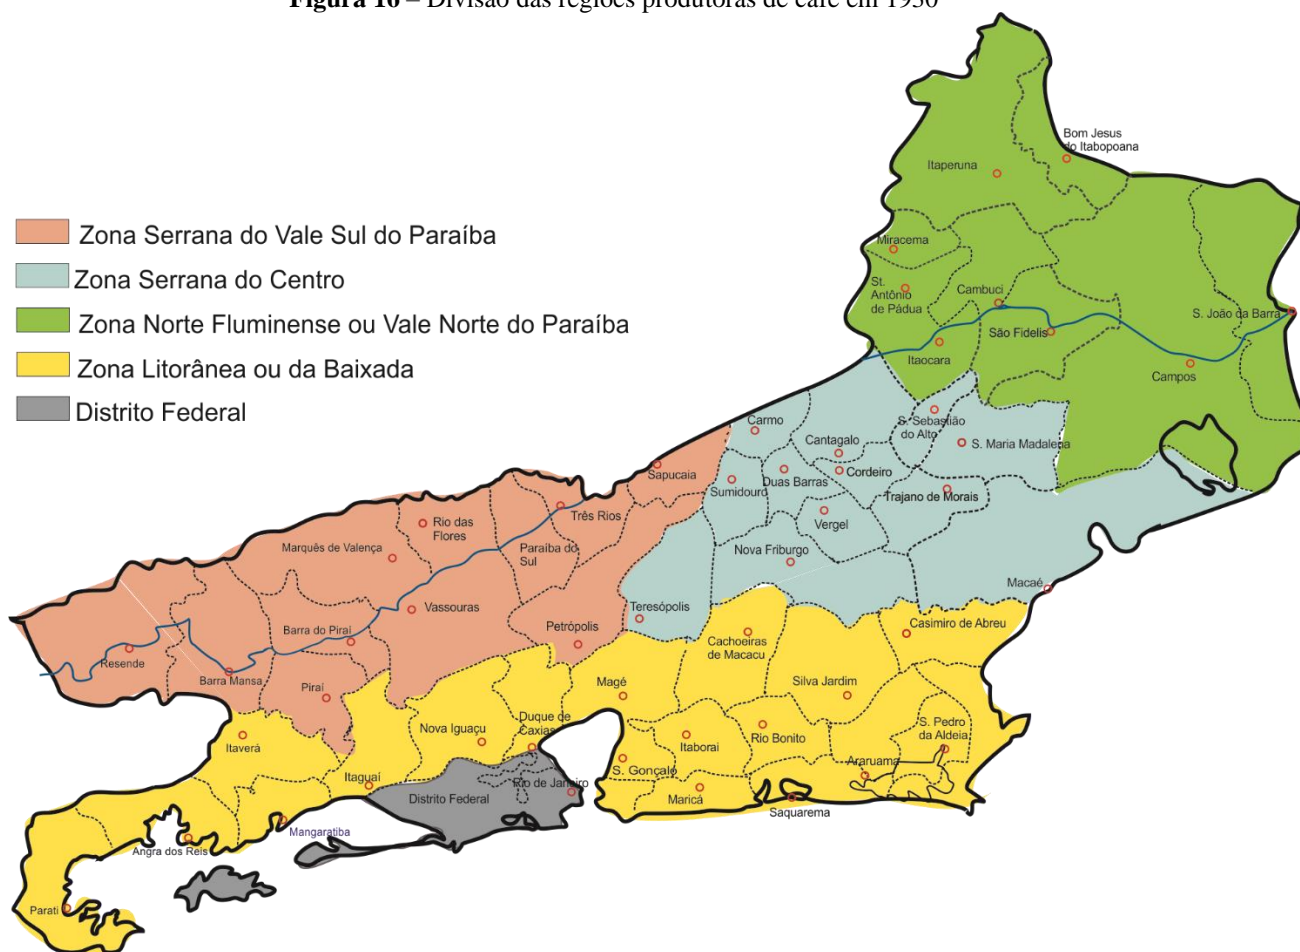 Figura 16 – Divisão das regiões produtoras de café em 1930
Zona Serrana do Vale Sul do Paraíba
Zona Serrana do Centro
Zona Norte Fluminense ou Vale Norte do Paraíba
Zona Litorânea ou da Baixada
Distrito Federal
Bom Jesus
do Itabopoana
Itaperuna
Miracema
St.
Antônio
de Pádua
Cambuci
São Fidelis
S. João da Barra
Itaocara
Campos
Carmo
S. Sebastião
do Alto
Cantagalo
S. Maria Madalena
Cordeiro
Sapucaia
Sumidouro
Duas Barras
Trajano de Morais
Vergel
Três Rios
Rio das
Flores
Marquês de Valença
Paraíba do
Sul
Nova Friburgo
Macaé
Vassouras
Teresópolis
Barra do Piraí
Petrópolis
Cachoeiras
de Macacu
Casimiro de Abreu
Resende
Barra Mansa
Piraí
Magé
Silva Jardim
Itaverá
Nova Iguaçu
Duque de
Caxias
Itaborai
Rio Bonito
S. Pedro
da Aldeia
S. Gonçalo
Araruama
Itaguaí
Distrito Federal
Rio de Janeiro
Maricá
Saquarema
Mangaratiba
Angra dos Reis
Parati